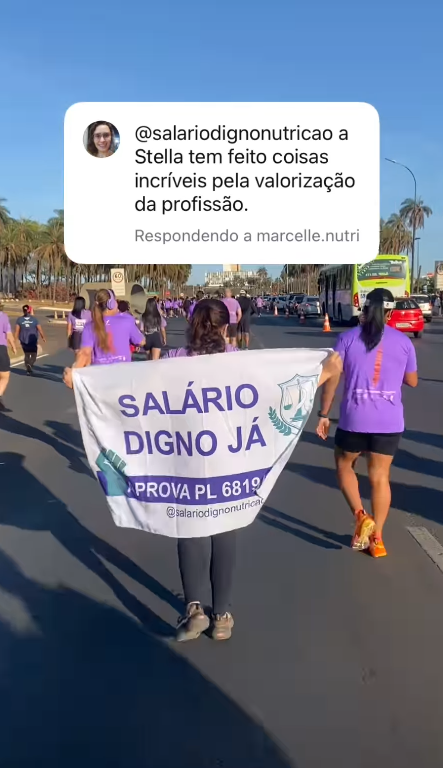 @salariodignonutricao a
Stella tem feito coisas
incríveis pela valorização
da profissão.
Respondendo a marcelle.nutri
SALÁRIO
DIGNO JÁ
APROVA PL 6819
@salariodignonutricao